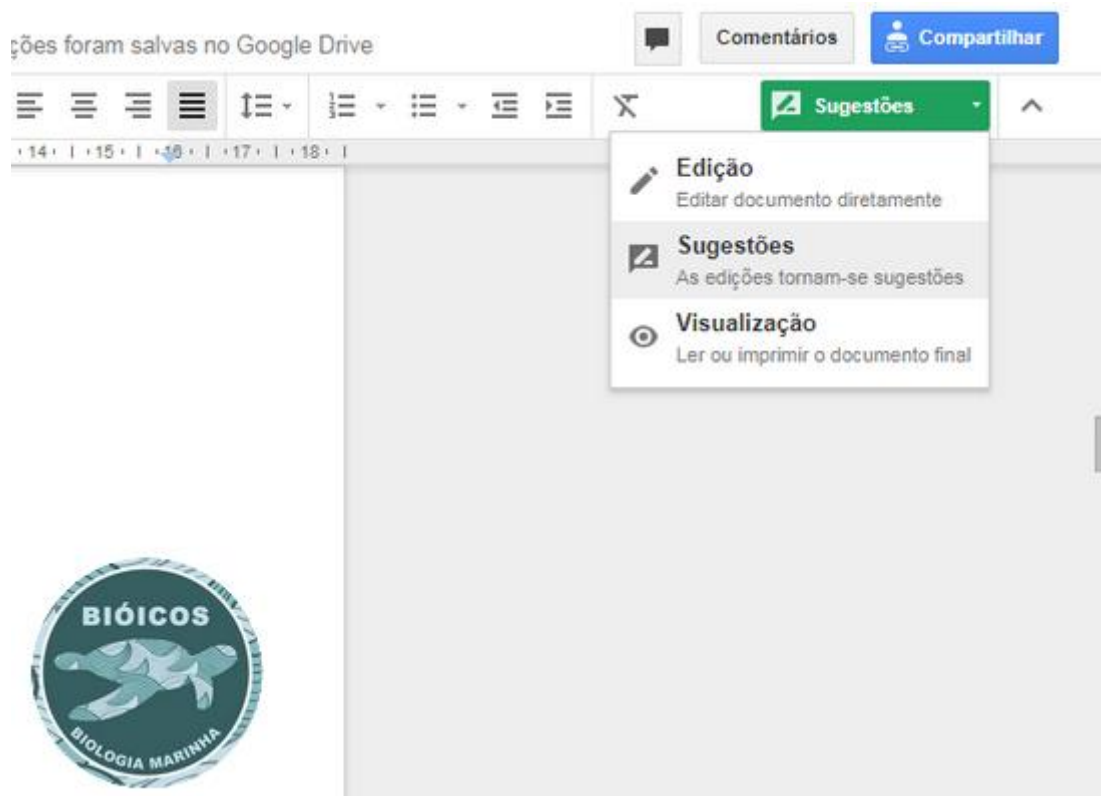 ções foram salvas no Google Drive
Comentários
Compartilhar
Sugestões
14 15 16 17 18
Edição
Editar documento diretamente
Sugestões
As edições tornam-se sugestões
Visualização
Ler ou imprimir o documento final
BIÓICOS
BIOLOGIA MARINHA